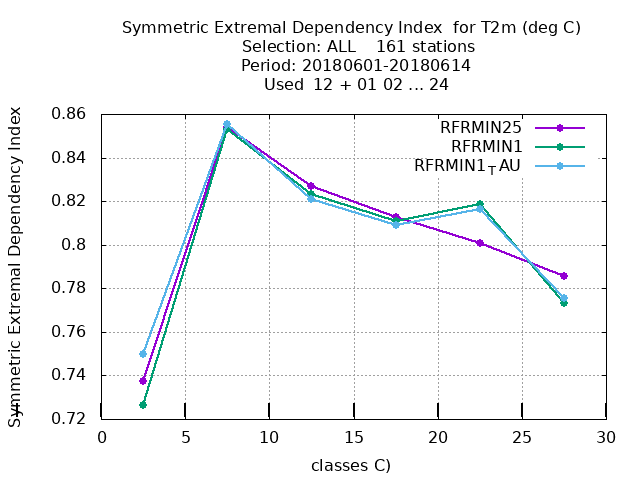 Symmetric Extremal Dependency Index  for T2m (deg C)
Selection: ALL    161 stations
Period: 20180601-20180614
Used  12 + 01 02 ... 24
Symmetric Extremal Dependency Index
0.86
0.84
0.82
0.8
0.78
0.76
0.74
0.72
RFRMIN25
RFRMIN1
RFRMIN1TAU
0 5 10 15 20 25 30
classes C)